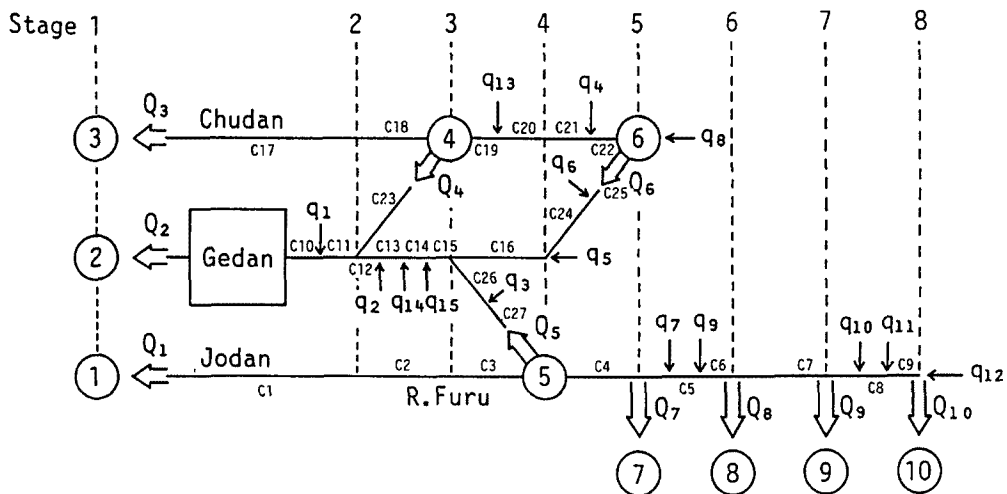 Stage 1 2 3 4 5 6 7 8
q13 q4
Q3 Chudan C18 4 C20 C21 6 q8
3 C17 C19 C22
q6 Q6
Q4 C25
C23
q1 C24
Q2 C10 C11 C13 C14 C15 C16 q5
2 Gedan C12
C26 q3
q2 q14 q15
C27
Q5 q7 q9 q10 q11
Q1 Jodan C2 C3 5 C4 C6 C7 C9 q12
1 C1 R.Furu C5 C8
Q7 Q8 Q9 Q10
7 8 9 10